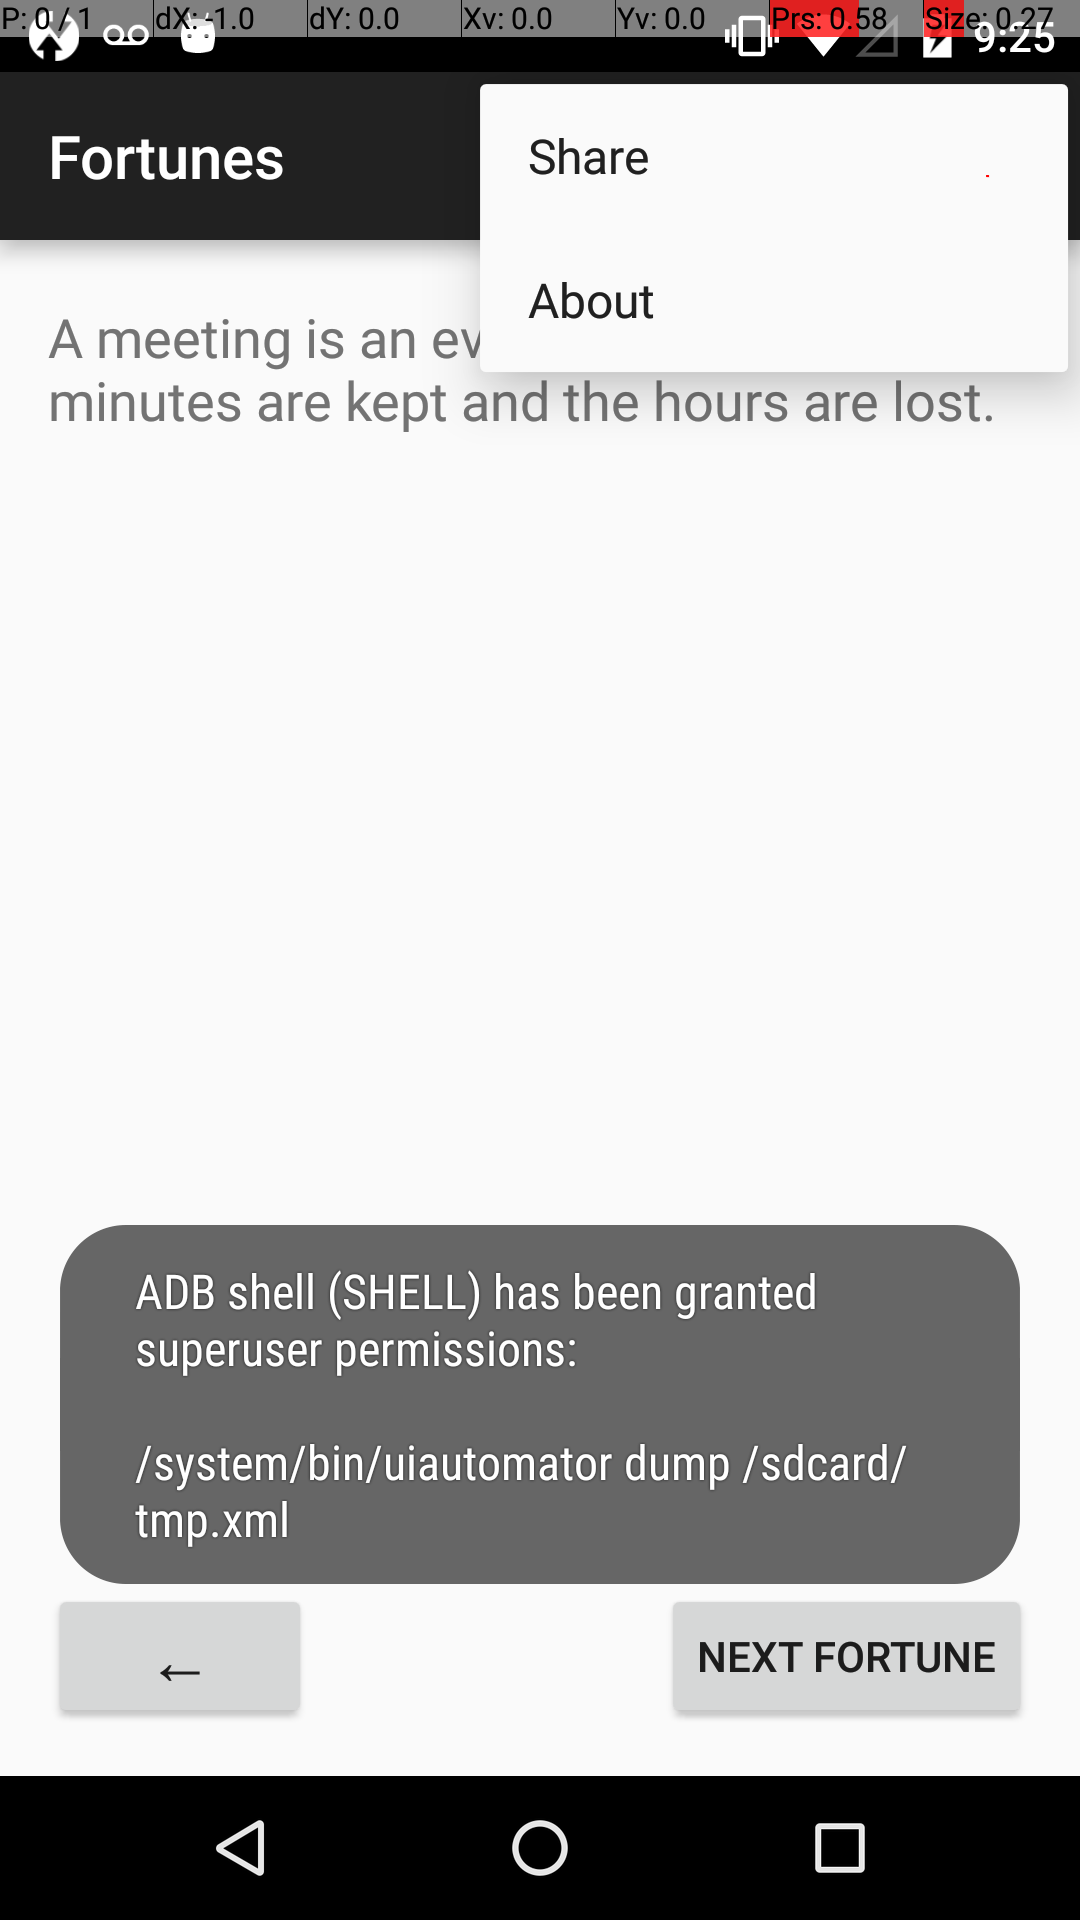 P: 0 / 1 dX: -1.0 dY: 0.0 Xv: 0.0 Yv: 0.0 Prs: 0.58 Size: 0.27
9:25
Fortunes
Share
About
A meeting is an ev
minutes are kept and the hours are lost.
ADB shell (SHELL) has been granted
superuser permissions:
/system/bin/uiautomator dump /sdcard/
tmp.xml
← NEXT FORTUNE